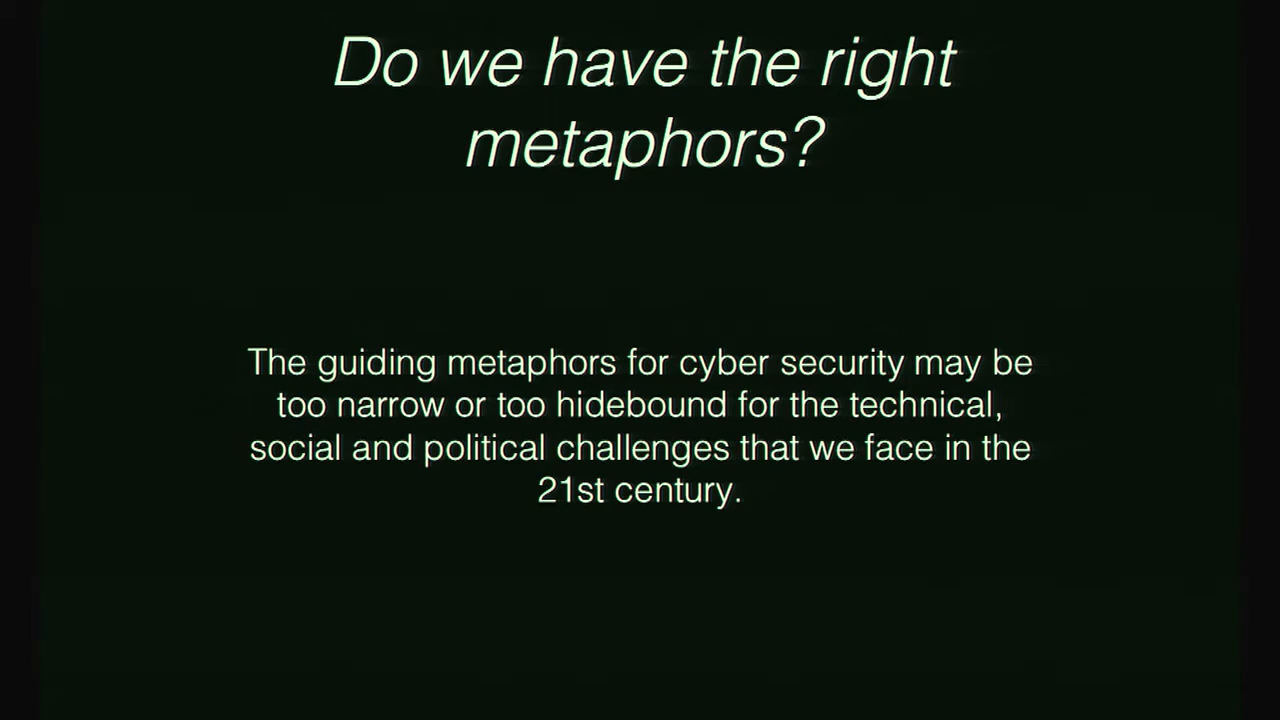 Do we have the right
metaphors?
The guiding metaphors for cyber security may be
too narrow or too hidebound for the technical,
social and political challenges that we face in the
21st century.